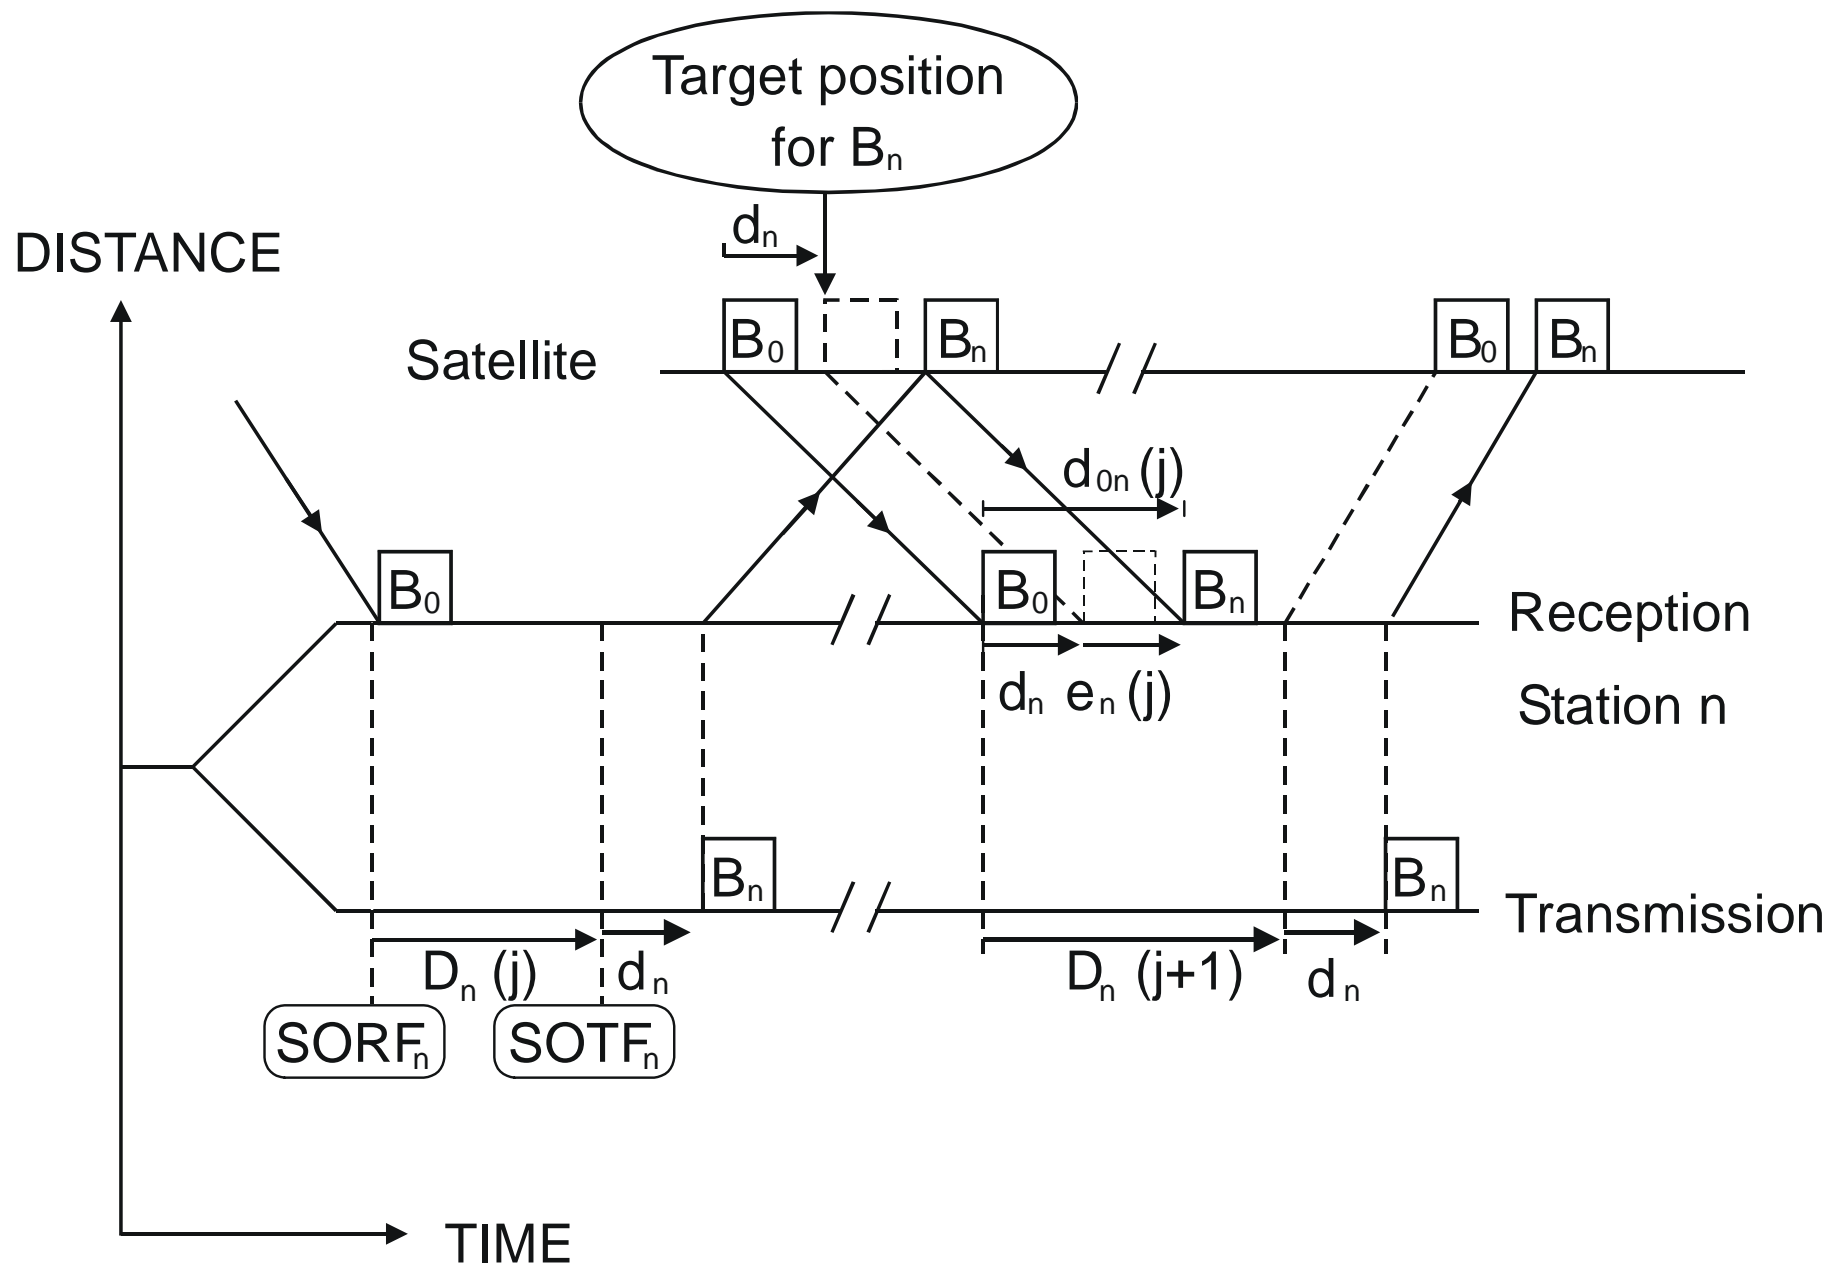 Target position
for Bn
dn
DISTANCE
Satellite
B0
Bn
B0
Bn
d0n (j)
B0
B0
Bn
Reception
dn
en (j)
Station n
Bn
Bn
Transmission
Dn (j)
dn
Dn (j+1)
dn
SORFn
SOTFn
TIME